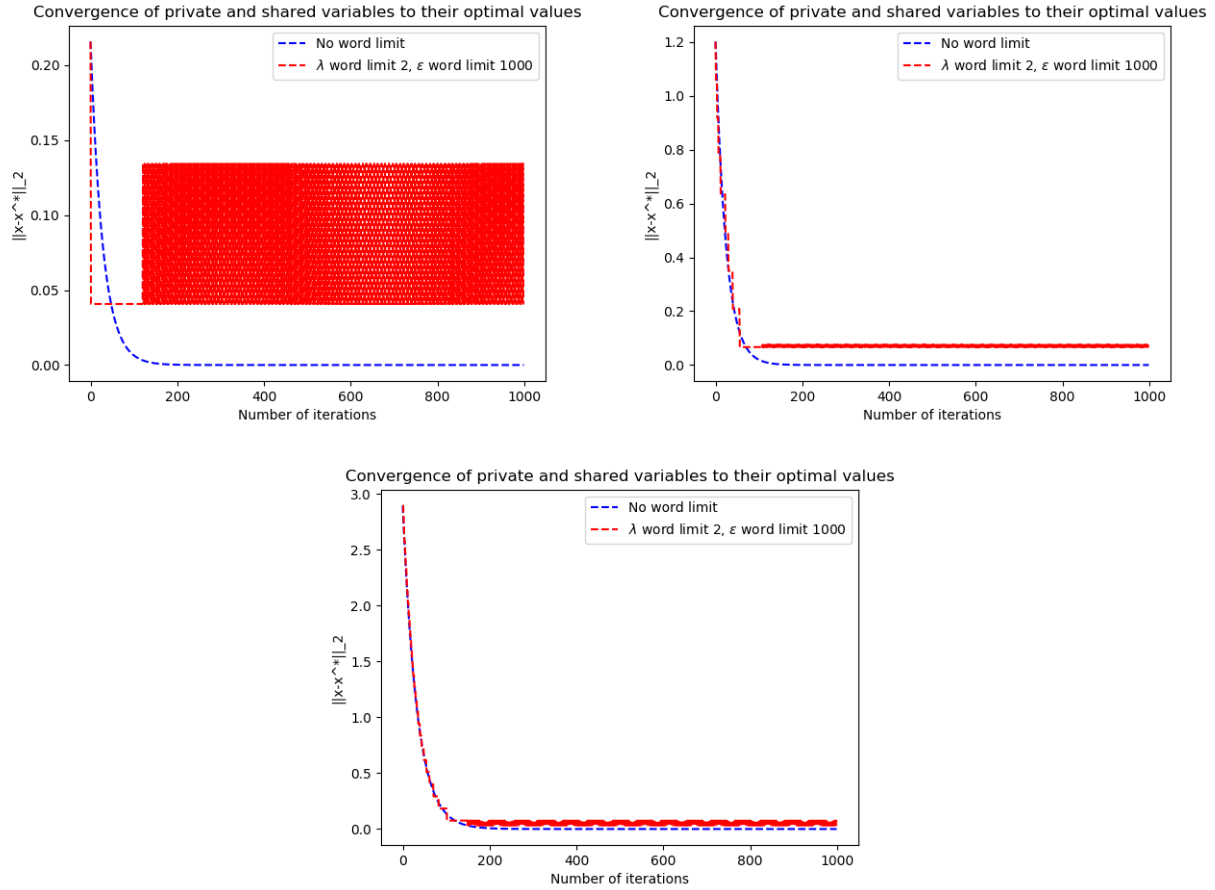 Convergence of private and shared variables to their optimal values
No word limit
λ word limit 2, ε word limit 1000
||x-x^*||_2
0.20
0.15
0.10
0.05
0.00
0
200
400
600
800
1000
Number of iterations
Convergence of private and shared variables to their optimal values
No word limit
λ word limit 2, ε word limit 1000
||x-x^*||_2
1.2
1.0
0.8
0.6
0.4
0.2
0.0
0
200
400
600
800
1000
Number of iterations
Convergence of private and shared variables to their optimal values
No word limit
λ word limit 2, ε word limit 1000
||x-x^*||_2
3.0
2.5
2.0
1.5
1.0
0.5
0.0
0
200
400
600
800
1000
Number of iterations